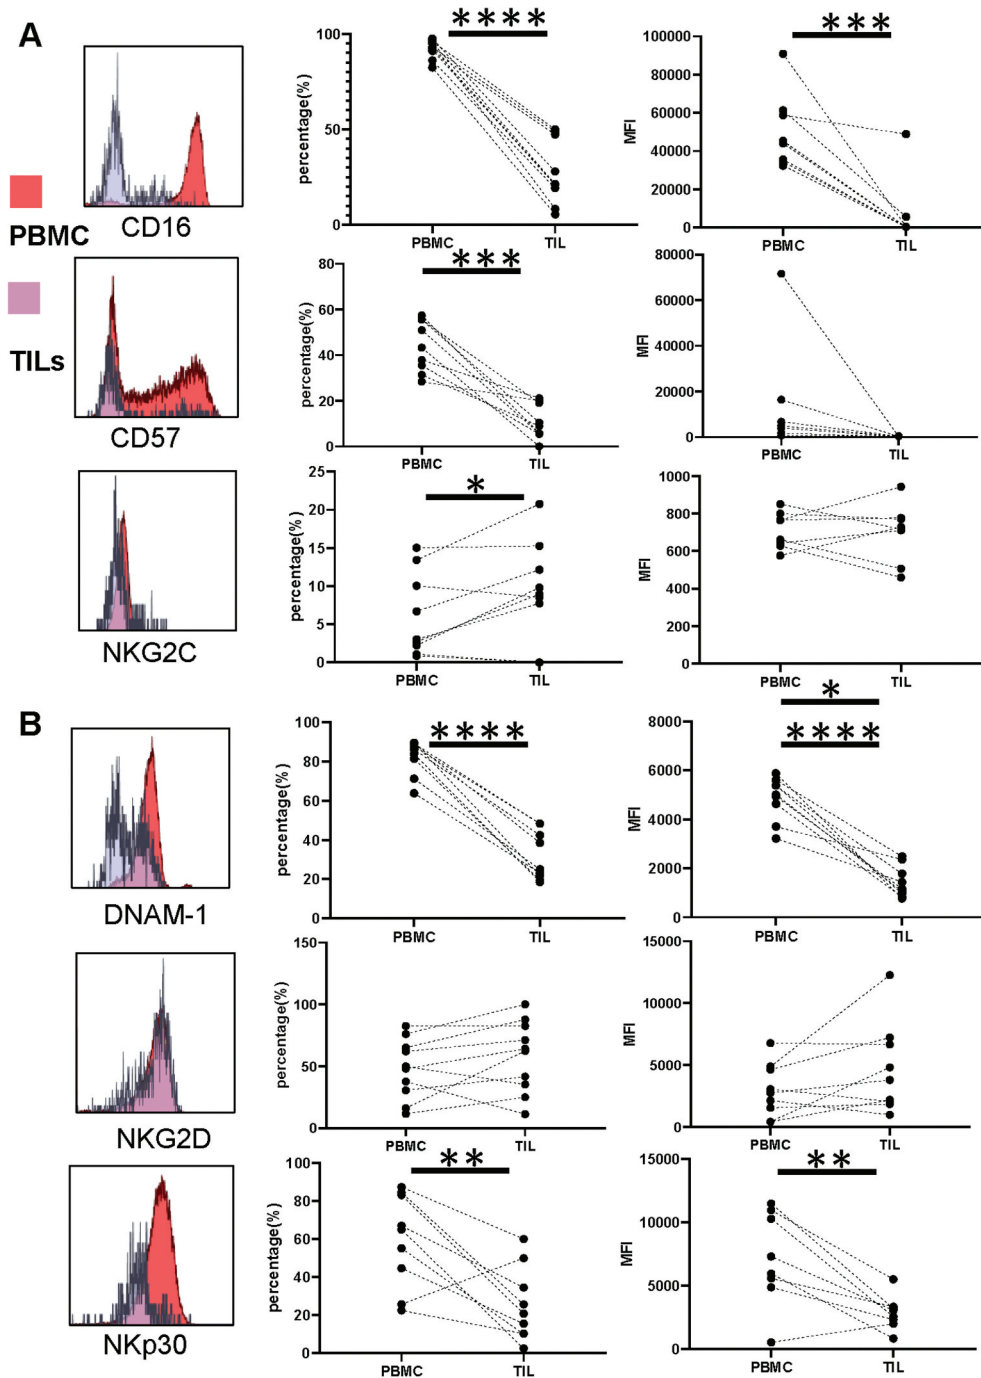 A
PBMC
TILs
CD16
percentage(%)
100
50
0
PBMC TIL
****
MFI
100000
80000
60000
40000
20000
0
PBMC TIL
***
CD57
percentage(%)
80
60
40
20
0
PBMC TIL
***
MFI
80000
60000
40000
20000
0
PBMC TIL
NKG2C
percentage(%)
25
20
15
10
5
0
PBMC TIL
*
MFI
1000
800
600
400
200
0
PBMC TIL
B
DNAM-1
percentage(%)
100
80
60
40
20
0
PBMC TIL
****
MFI
8000
6000
4000
2000
0
PBMC TIL
*
****
NKG2D
percentage(%)
150
100
50
0
PBMC TIL
MFI
15000
10000
5000
0
PBMC TIL
NKp30
percentage(%)
100
80
60
40
20
0
PBMC TIL
**
MFI
15000
10000
5000
0
PBMC TIL
**